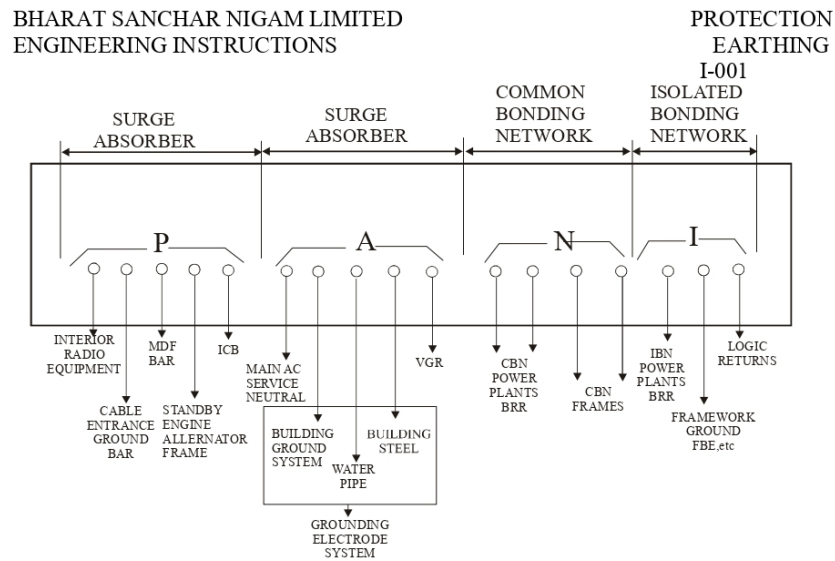 BHARAT SANCHAR NIGAM LIMITED
ENGINEERING INSTRUCTIONS
PROTECTION
EARTHING
I-001
SURGE
ABSORBER
SURGE
ABSORBER
COMMON
BONDING
NETWORK
ISOLATED
BONDING
NETWORK
P
A
N
I
INTERIOR
RADIO
EQUIPMENT
CABLE
ENTRANCE
GROUND
BAR
MDF
BAR
STANDBY
ENGINE
ALLERNATOR
FRAME
ICB
MAIN AC
SERVICE
NEUTRAL
BUILDING
GROUND
SYSTEM
WATER
PIPE
BUILDING
STEEL
VGR
GROUNDING
ELECTRODE
SYSTEM
CBN
POWER
PLANTS
BRR
CBN
FRAMES
IBN
POWER
PLANTS
BRR
FRAMEWORK
GROUND
FBE,etc
LOGIC
RETURNS